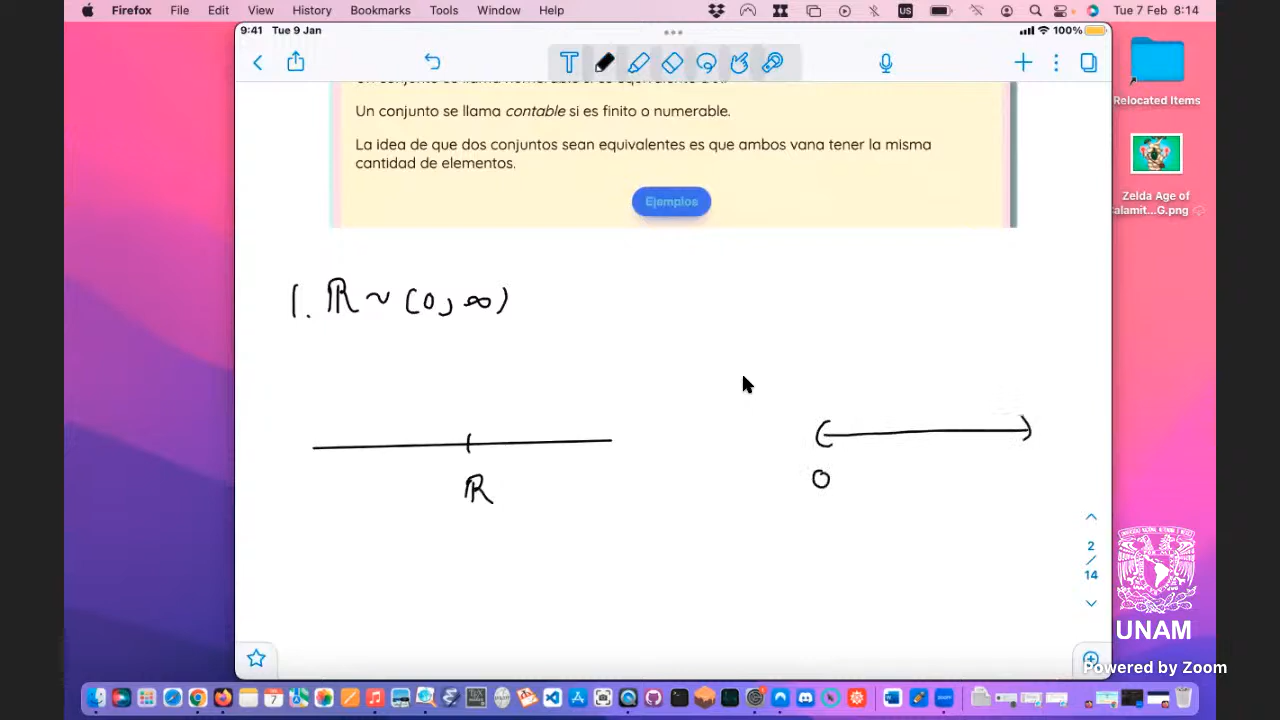 Firefox File Edit View History Bookmarks Tools Window Help US Tue 7 Feb 8:14
9:41 Tue 9 Jan 100%
Un conjunto se llama contable si es finito o numerable.
La idea de que dos conjuntos sean equivalentes es que ambos vana tener la misma
cantidad de elementos.
Ejemplos
1. ℝ ~ (0, ∞)
ℝ
0
2
/
14
Relocated Items
Zelda Age of
Calamit...G.png
UNAM
Powered by Zoom